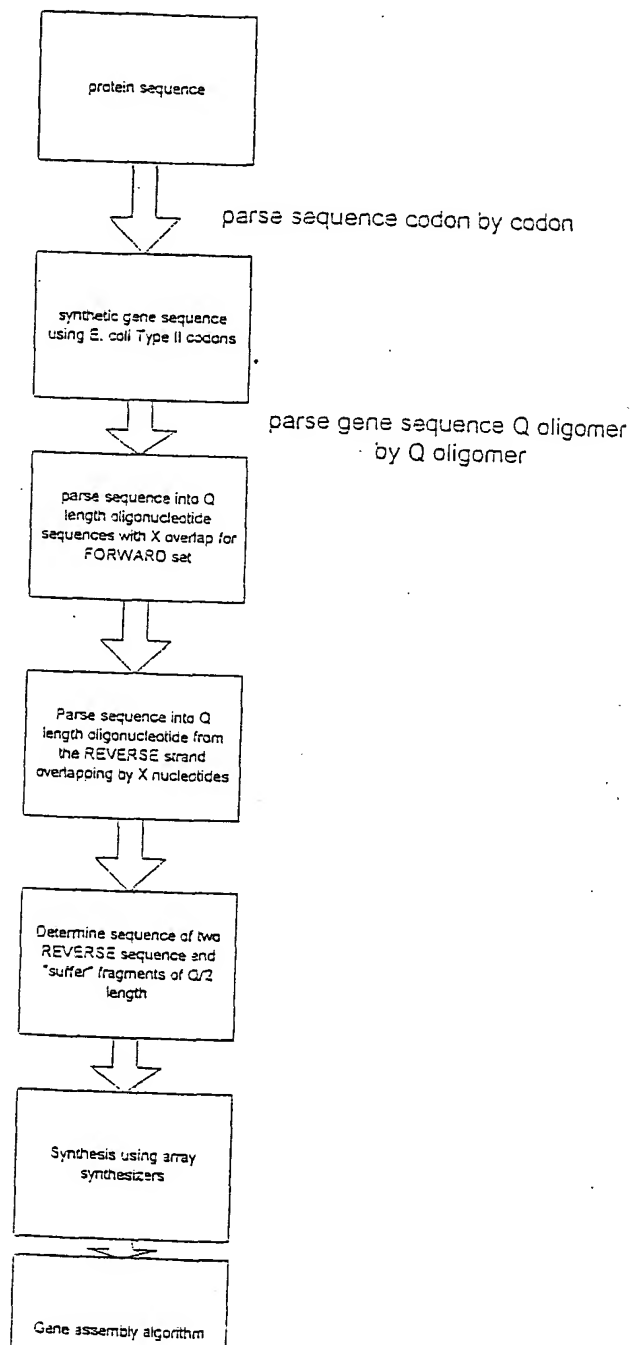 protein sequence
parse sequence codon by codon
synthetic gene sequence
using E. coli Type II codons
parse gene sequence Q oligomer
by Q oligomer
parse sequence into Q
length oligonucleotide
sequences with X overlap for
FORWARD set
Parse sequence into Q
length oligonucleotide from
the REVERSE strand
overlapping by X nucleotides
Determine sequence of two
REVERSE sequence end
"suffer" fragments of Q/2
length
Synthesis using array
synthesizers
Gene assembly algorithm